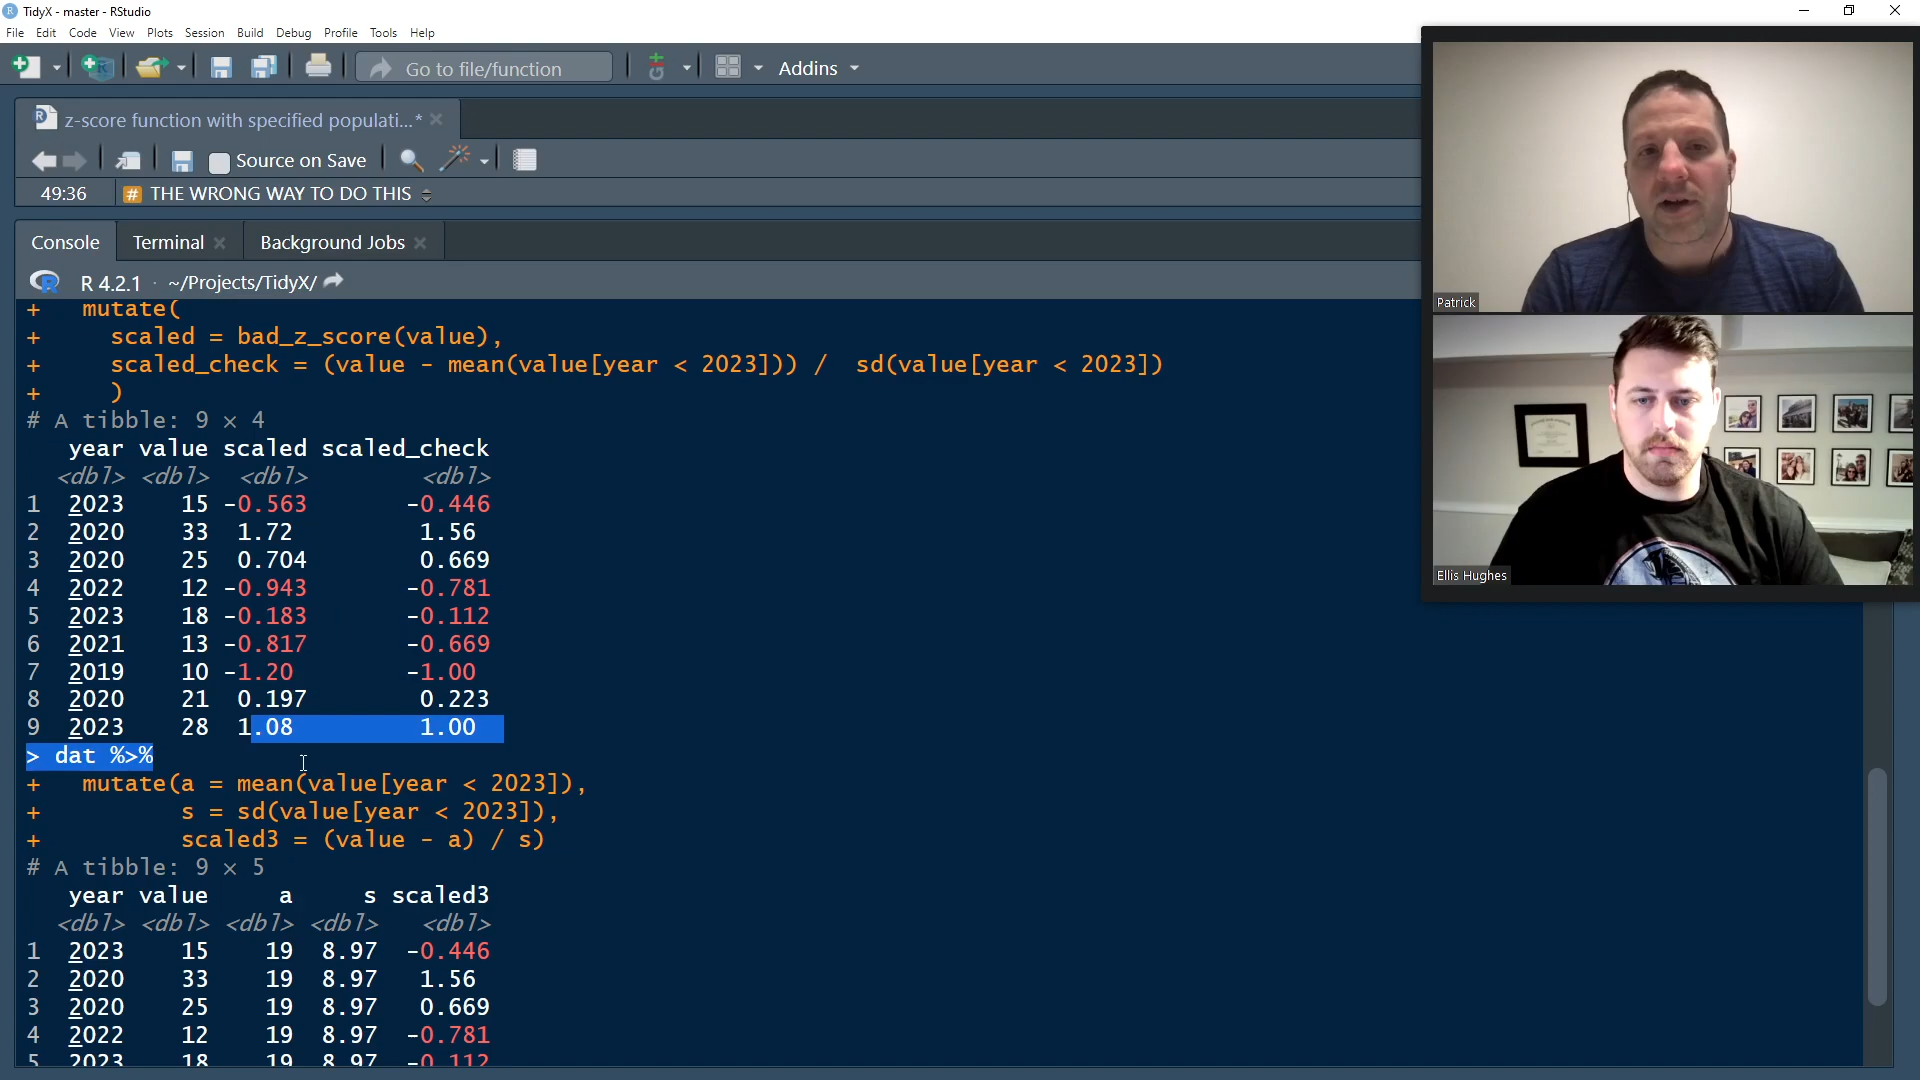 TidyX - master - RStudio
File Edit Code View Plots Session Build Debug Profile Tools Help
Go to file/function
Addins
z-score function with specified populati...*
Source on Save
49:36
# THE WRONG WAY TO DO THIS
Console Terminal Background Jobs
R 4.2.1 · ~/Projects/TidyX/
+ mutate(
+ scaled = bad_z_score(value),
+ scaled_check = (value - mean(value[year < 2023])) / sd(value[year < 2023])
+ )
# A tibble: 9 × 4
year value scaled scaled_check
<dbl> <dbl> <dbl> <dbl>
1 2023 15 -0.563 -0.446
2 2020 33 1.72 1.56
3 2020 25 0.704 0.669
4 2022 12 -0.943 -0.781
5 2023 18 -0.183 -0.112
6 2021 13 -0.817 -0.669
7 2019 10 -1.20 -1.00
8 2020 21 0.197 0.223
9 2023 28 1.08 1.00
> dat %>%
+ mutate(a = mean(value[year < 2023]),
+ s = sd(value[year < 2023]),
+ scaled3 = (value - a) / s)
# A tibble: 9 × 5
year value a s scaled3
<dbl> <dbl> <dbl> <dbl> <dbl>
1 2023 15 19 8.97 -0.446
2 2020 33 19 8.97 1.56
3 2020 25 19 8.97 0.669
4 2022 12 19 8.97 -0.781
5 2023 18 19 8.97 -0.112
Patrick
Ellis Hughes